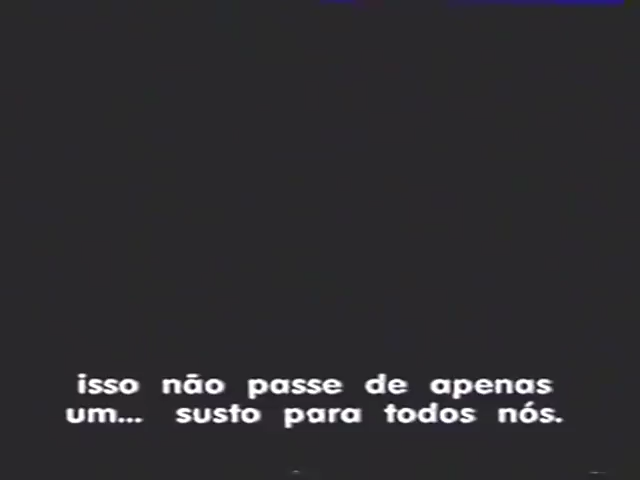 isso não passe de apenas
um... susto para todos nós.